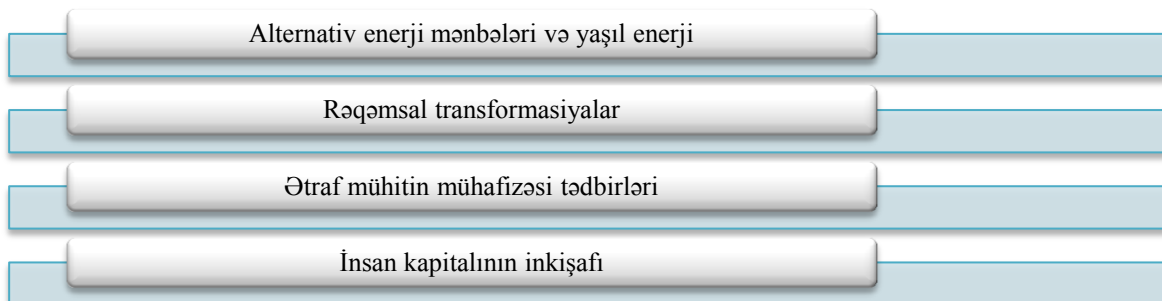 Alternativ enerji mənbələri və yaşıl enerji
Rəqəmsal transformasiyalar
Ətraf mühitin mühafizəsi tədbirləri
İnsan kapitalının inkişafı